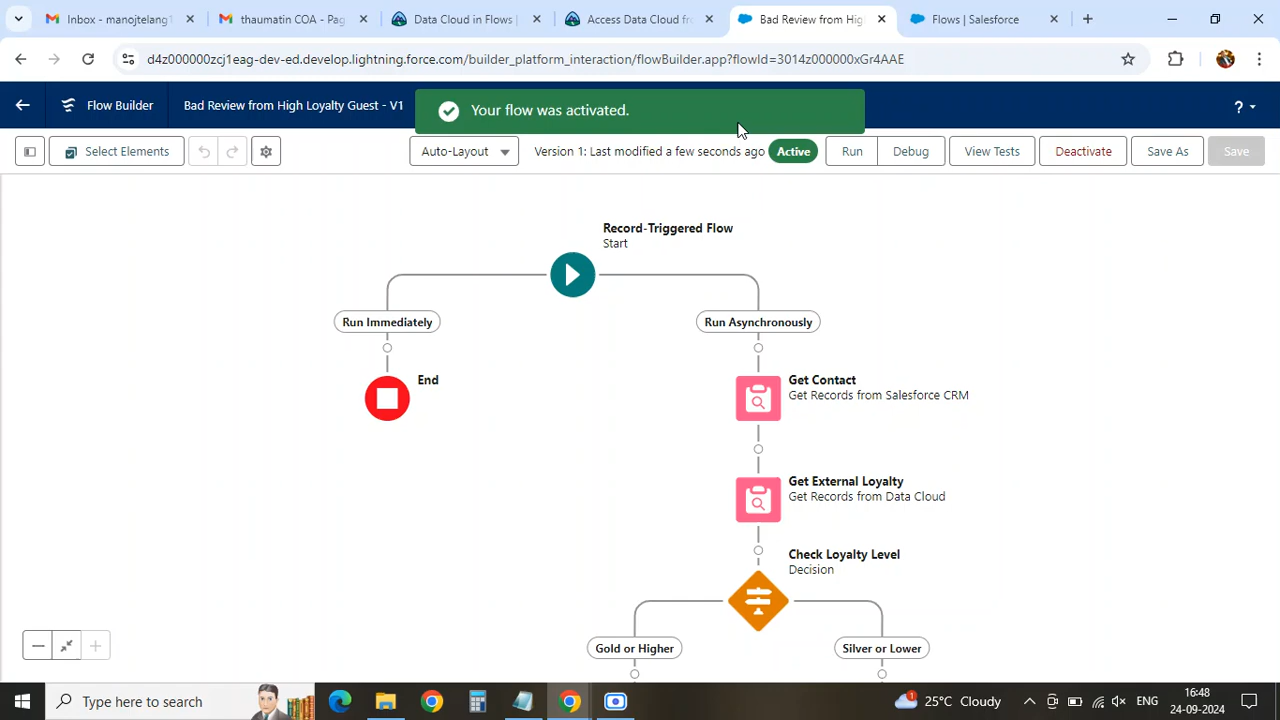 Inbox - manojtelang1
thaumatin COA - Pag
Data Cloud in Flows |
Access Data Cloud fro
Bad Review from Hig
Flows | Salesforce
d4z000000zcj1eag-dev-ed.develop.lightning.force.com/builder_platform_interaction/flowBuilder.app?flowId=3014z000000xGr4AAE
Flow Builder
Bad Review from High Loyalty Guest - V1
Your flow was activated.
?
Select Elements
Auto-Layout
Version 1: Last modified a few seconds ago
Active
Run
Debug
View Tests
Deactivate
Save As
Save
Record-Triggered Flow
Start
Run Immediately
Run Asynchronously
End
Get Contact
Get Records from Salesforce CRM
Get External Loyalty
Get Records from Data Cloud
Check Loyalty Level
Decision
Gold or Higher
Silver or Lower
Type here to search
1
25°C Cloudy
ENG
16:48
24-09-2024